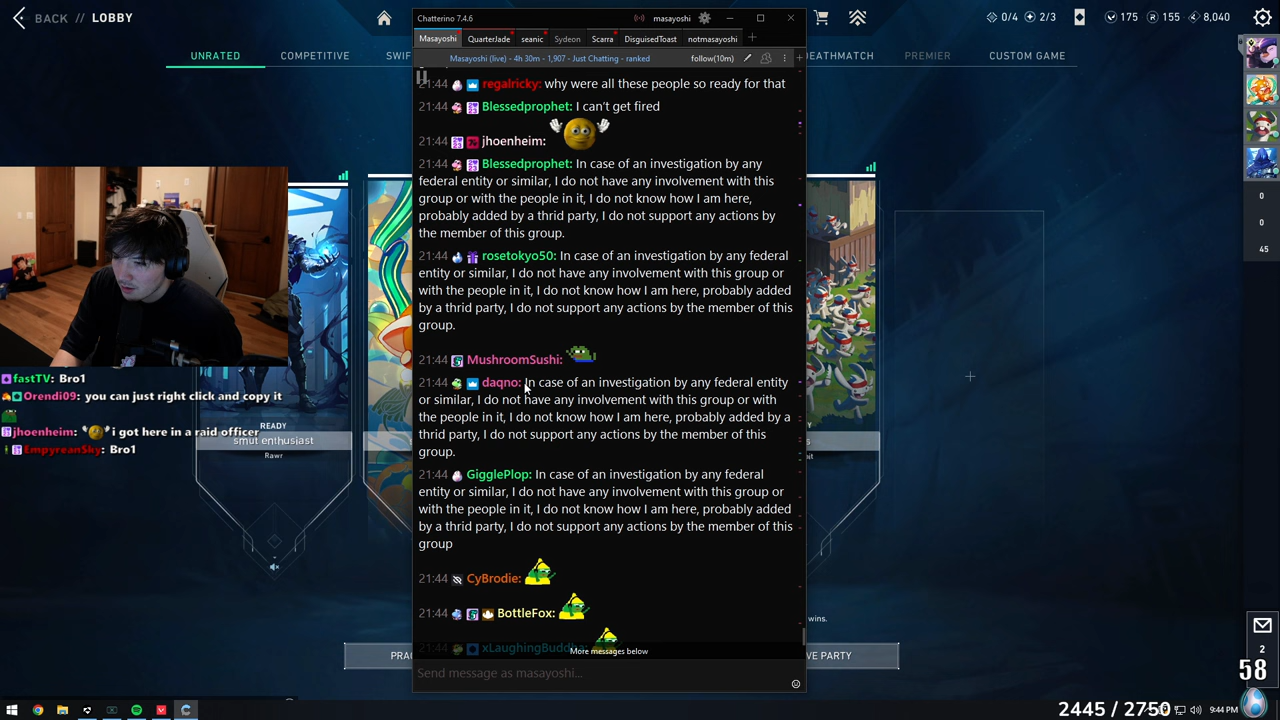 BACK // LOBBY
0/4 2/3 175 155 8,040
UNRATED
COMPETITIVE
SWIF
DEATHMATCH
PREMIER
CUSTOM GAME
Chatterino 7.4.6
masayoshi
Masayoshi QuarterJade seanic Sydeon Scarra DisguisedToast notmasayoshi
Masayoshi (live) - 4h 30m - 1,907 - Just Chatting - ranked
follow(10m)
21:44 regalricky: why were all these people so ready for that
21:44 Blessedprophet: I can't get fired
21:44 jhoenheim:
21:44 Blessedprophet: In case of an investigation by any
federal entity or similar, I do not have any involvement with this
group or with the people in it, I do not know how I am here,
probably added by a thrid party, I do not support any actions by
the member of this group.
21:44 rosetokyo50: In case of an investigation by any federal
entity or similar, I do not have any involvement with this group or
with the people in it, I do not know how I am here, probably added
by a thrid party, I do not support any actions by the member of this
group.
21:44 MushroomSushi:
21:44 daqno: In case of an investigation by any federal entity
or similar, I do not have any involvement with this group or with
the people in it, I do not know how I am here, probably added by a
thrid party, I do not support any actions by the member of this
group.
21:44 GigglePlop: In case of an investigation by any federal
entity or similar, I do not have any involvement with this group or
with the people in it, I do not know how I am here, probably added
by a thrid party, I do not support any actions by the member of this
group
21:44 CyBrodie:
21:44 BottleFox:
21:44 xLaughingBuddha:
More messages below
Send message as masayoshi...
fastTV: Bro1
Orendi09: you can just right click and copy it
jhoenheim: i got here in a raid officer
EmpyreanSky: Bro1
READY
smut enthusiast
Rawr
0
0
45
wins.
PRAC
VE PARTY
2
58
2445 / 2750
9:44 PM